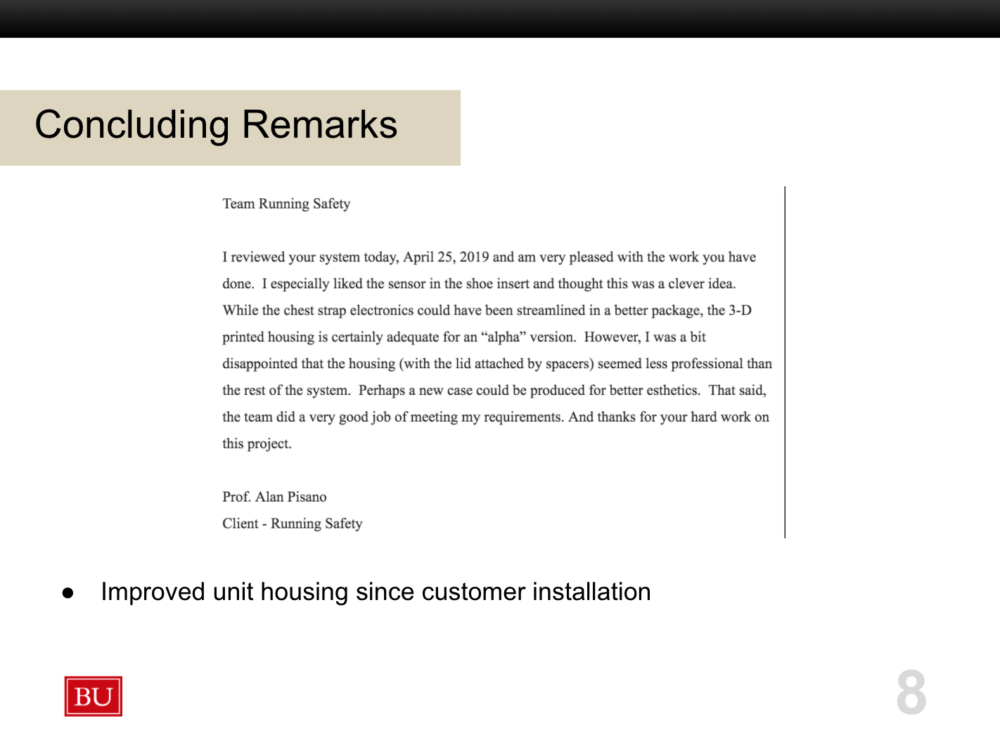 Concluding Remarks
Team Running Safety
I reviewed your system today, April 25, 2019 and am very pleased with the work you have
done.  I especially liked the sensor in the shoe insert and thought this was a clever idea.
While the chest strap electronics could have been streamlined in a better package, the 3-D
printed housing is certainly adequate for an “alpha” version.  However, I was a bit
disappointed that the housing (with the lid attached by spacers) seemed less professional than
the rest of the system.  Perhaps a new case could be produced for better esthetics.  That said,
the team did a very good job of meeting my requirements. And thanks for your hard work on
this project.
Prof. Alan Pisano
Client - Running Safety
● Improved unit housing since customer installation
BU
8